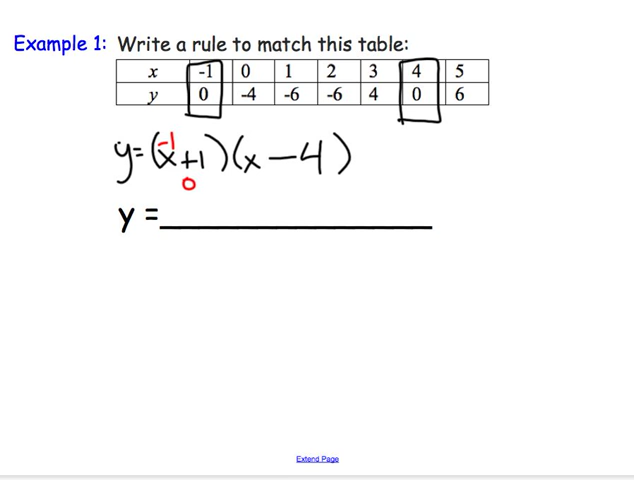 Example 1: Write a rule to match this table:
x -1 0 1 2 3 4 5
y 0 -4 -6 -6 4 0 6
-1
y=(x+1)(x-4)
0
y =
Extend Page